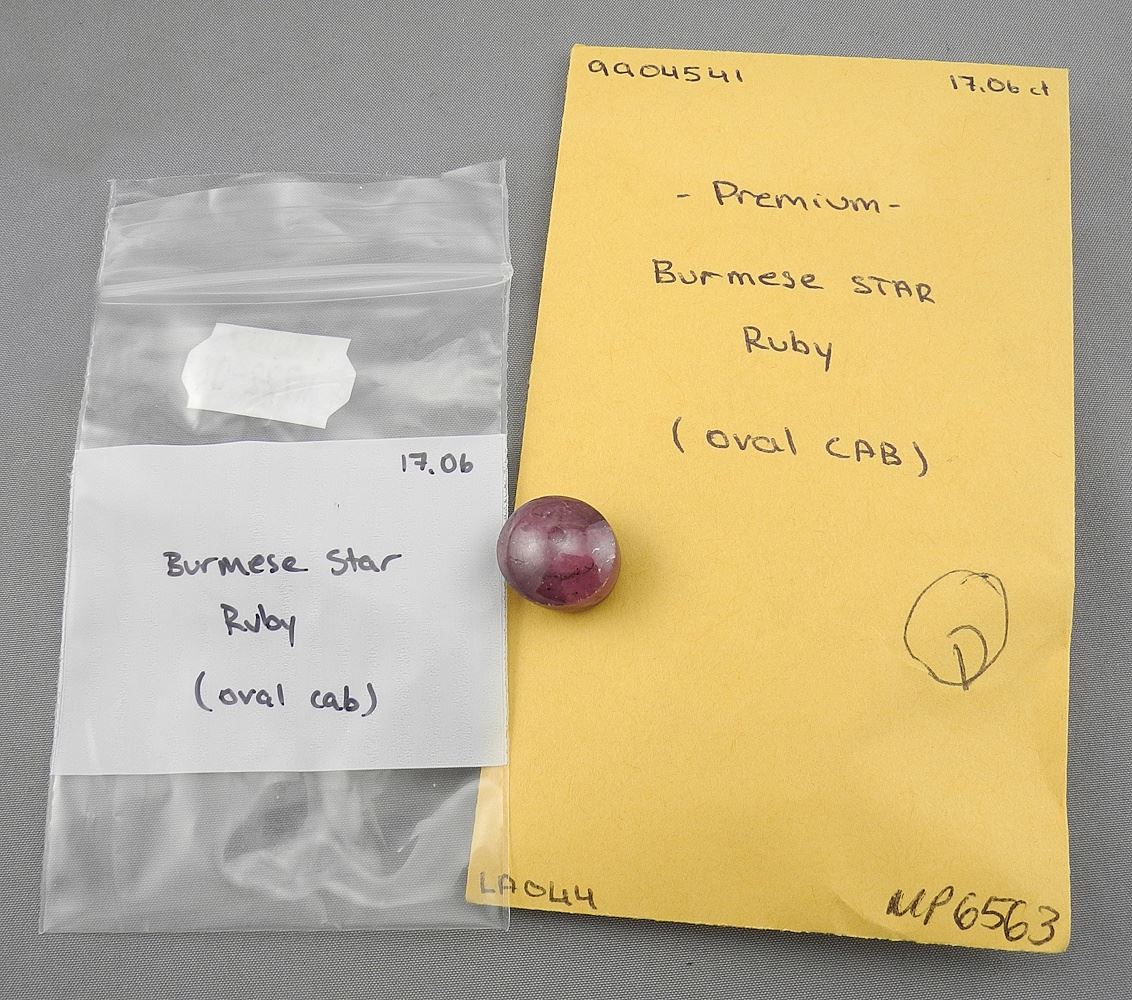 17.06
Burmese Star
Ruby
(oval cab)
9904541
17.06 ct
- Premium -
Burmese STAR
Ruby
(oval CAB)
D
LA044
MP6563